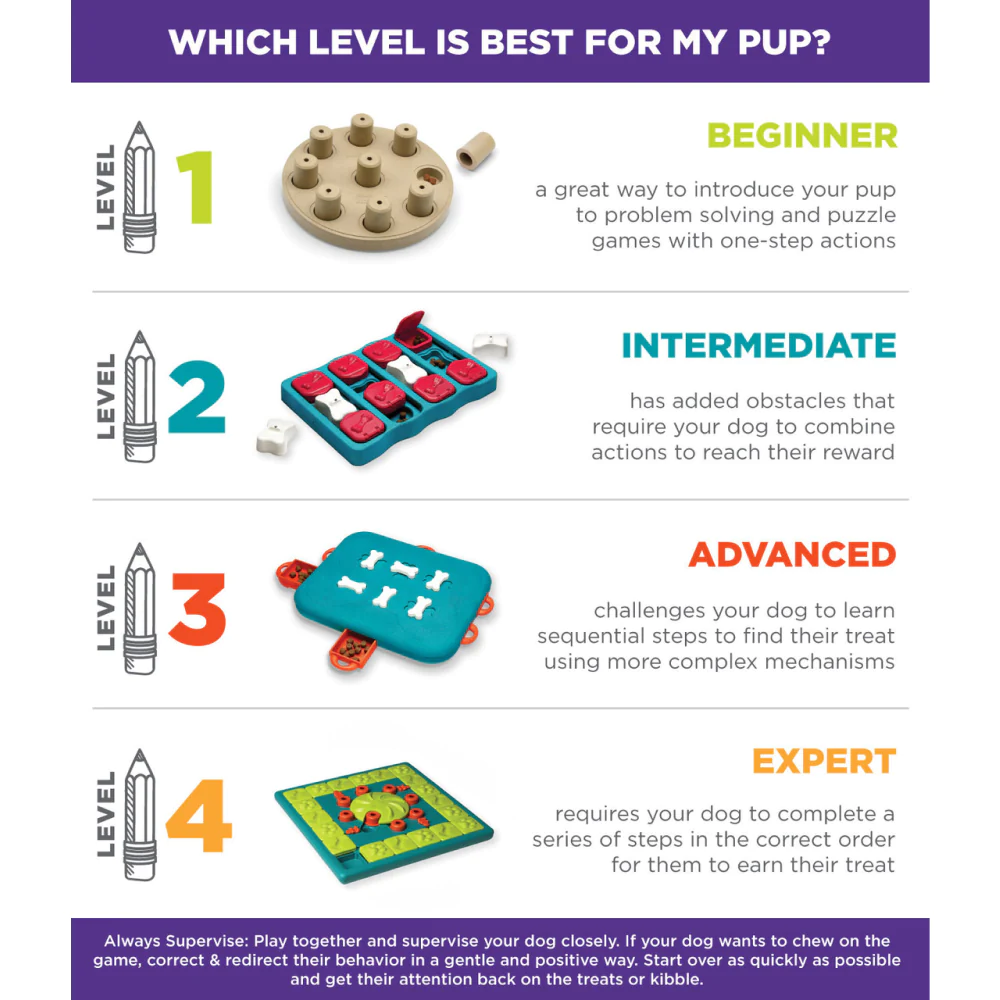 WHICH LEVEL IS BEST FOR MY PUP?
LEVEL 1
BEGINNER
a great way to introduce your pup
to problem solving and puzzle
games with one-step actions
LEVEL 2
INTERMEDIATE
has added obstacles that
require your dog to combine
actions to reach their reward
LEVEL 3
ADVANCED
challenges your dog to learn
sequential steps to find their treat
using more complex mechanisms
LEVEL 4
EXPERT
requires your dog to complete a
series of steps in the correct order
for them to earn their treat
Always Supervise: Play together and supervise your dog closely. If your dog wants to chew on the
game, correct & redirect their behavior in a gentle and positive way. Start over as quickly as possible
and get their attention back on the treats or kibble.